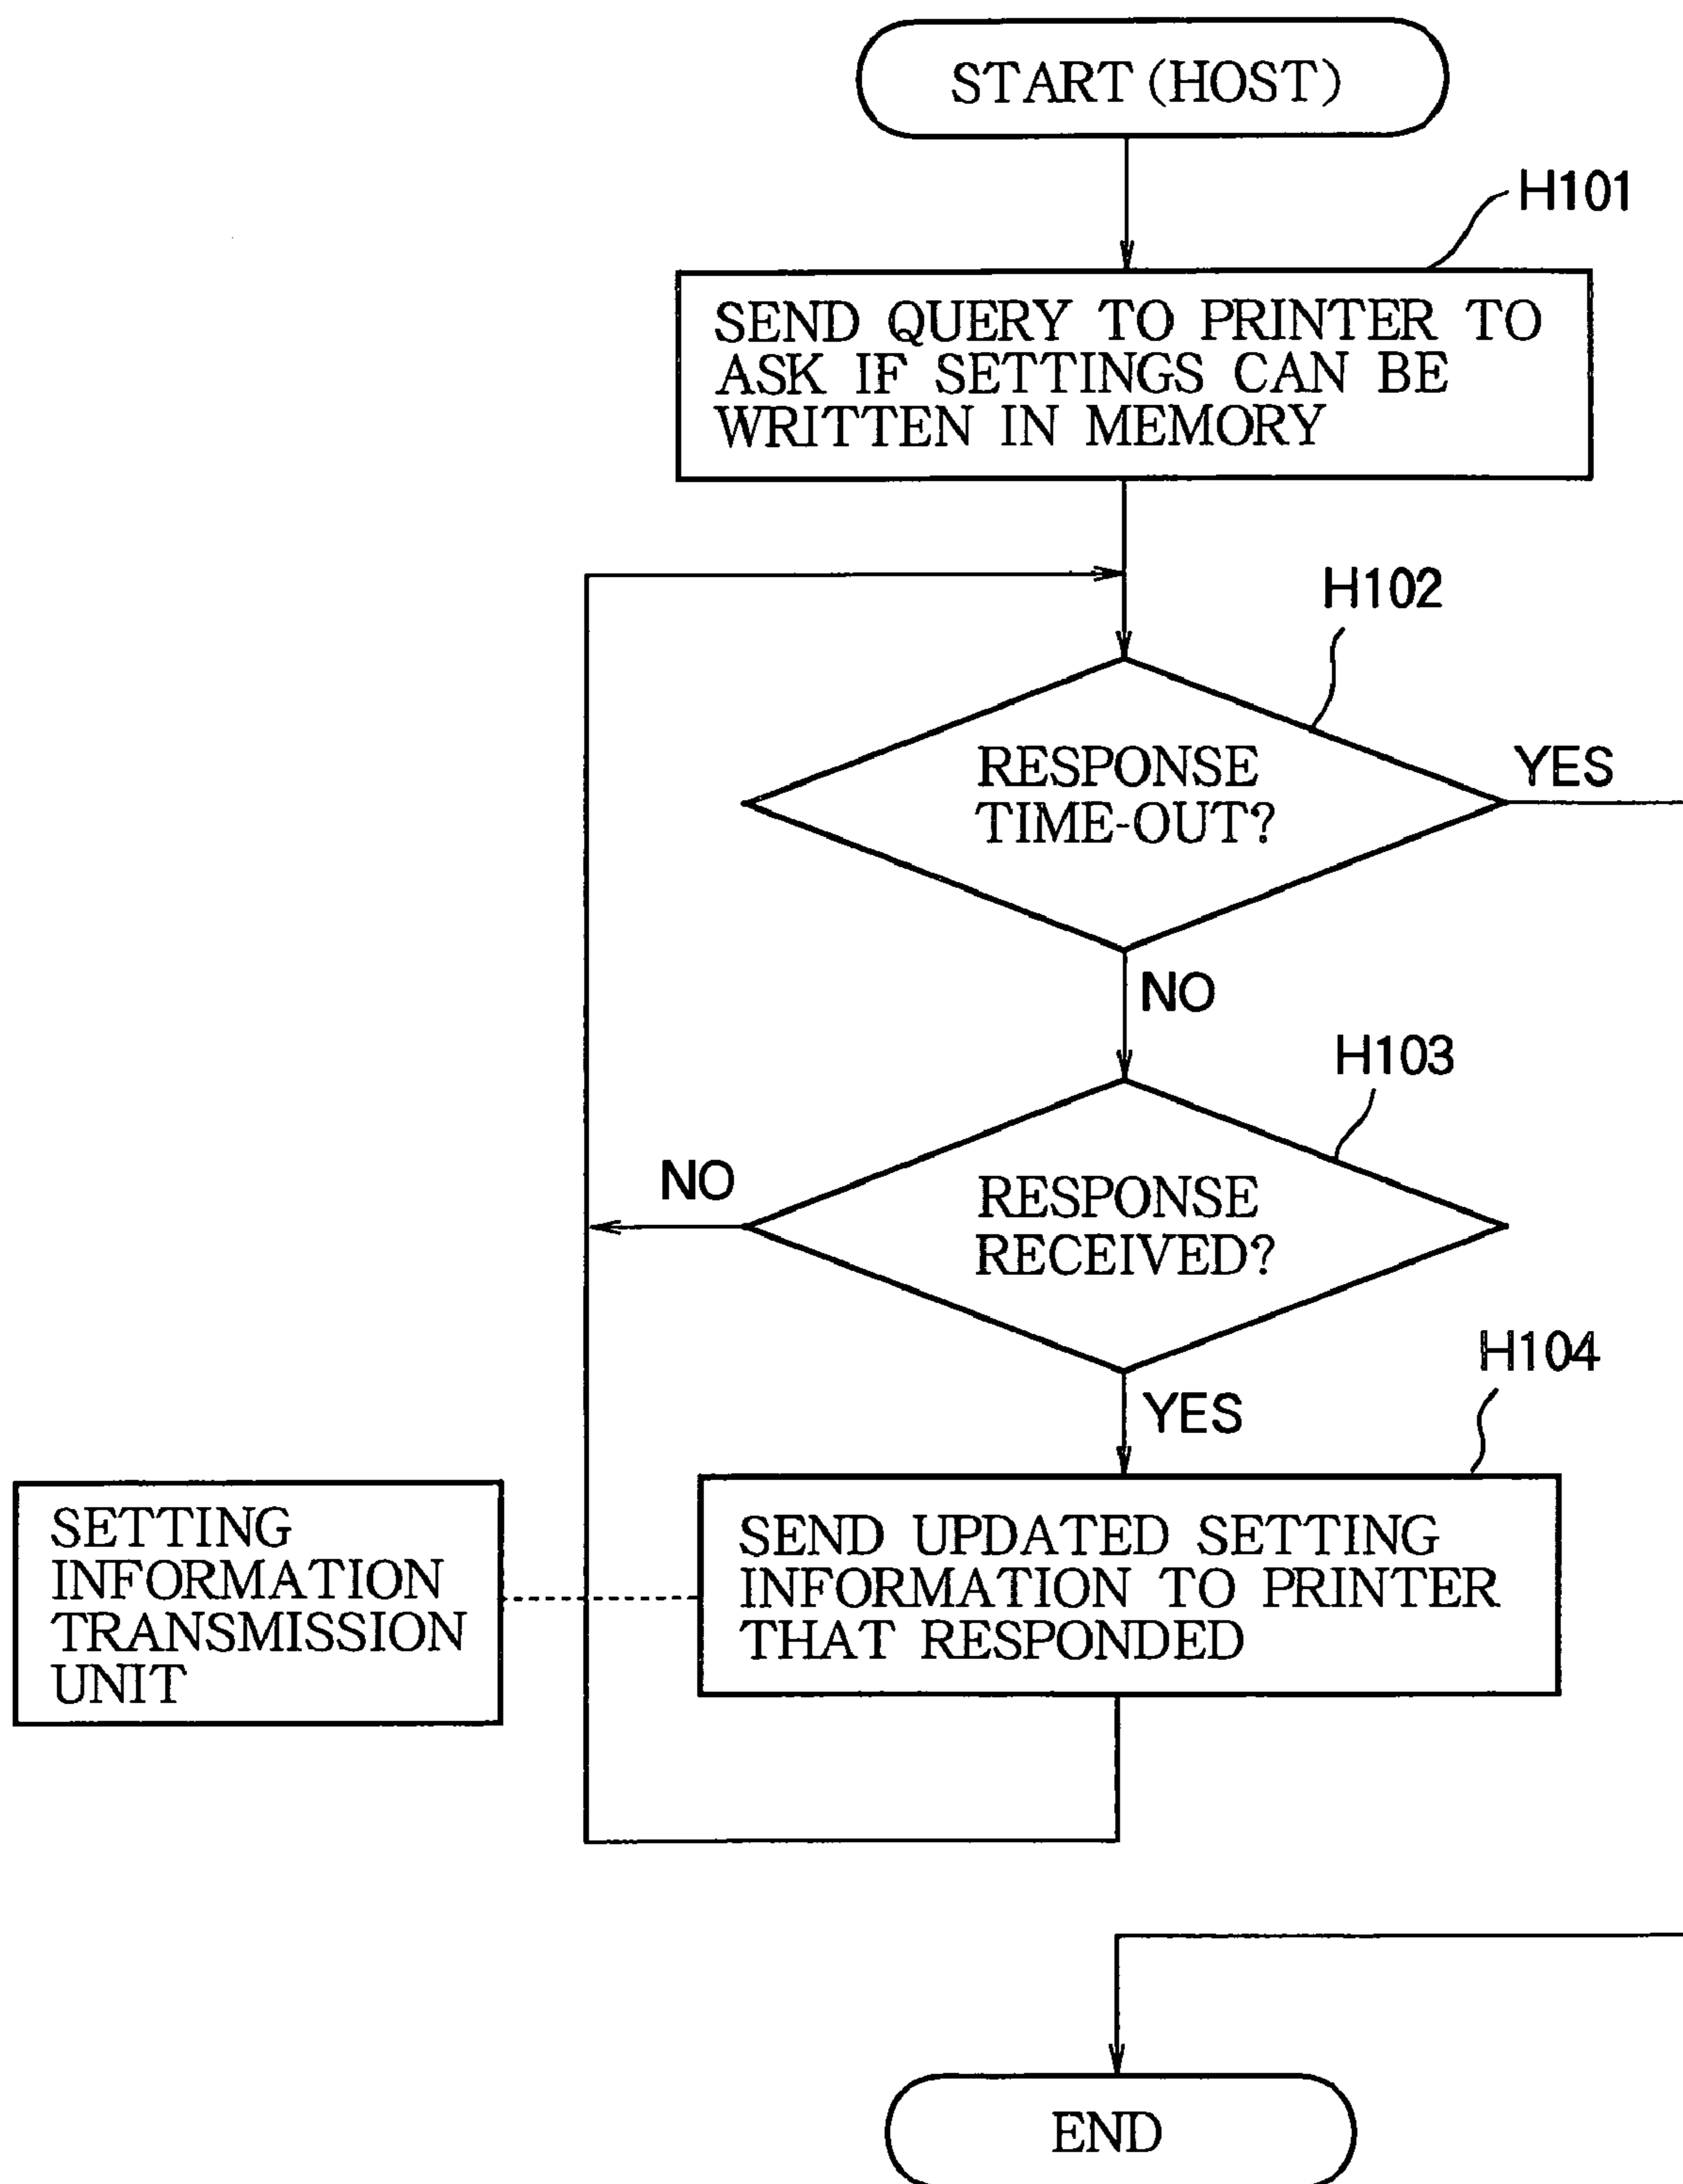 START (HOST)
H101
SEND QUERY TO PRINTER TO
ASK IF SETTINGS CAN BE
WRITTEN IN MEMORY
H102
RESPONSE
TIME-OUT?
YES
NO
H103
RESPONSE
RECEIVED?
NO
YES
H104
SETTING
INFORMATION
TRANSMISSION
UNIT
SEND UPDATED SETTING
INFORMATION TO PRINTER
THAT RESPONDED
END